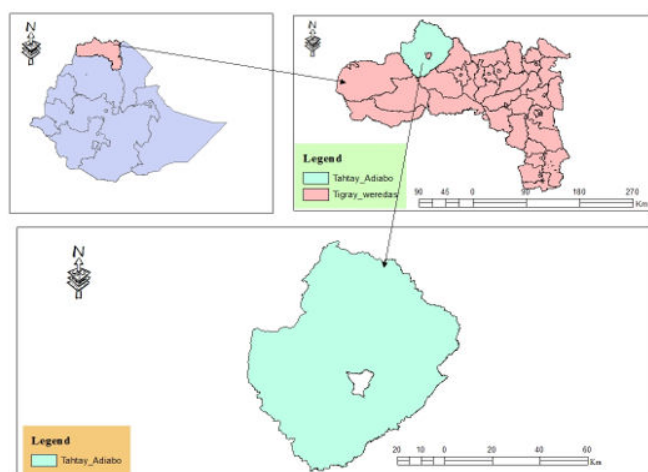 N
N
Legend
Tahtay_Adiabo
Tigray_weredas
90 45 0 90 180 270
Km
N
Legend
Tahtay_Adiabo
20 10 0 20 40 60
Km